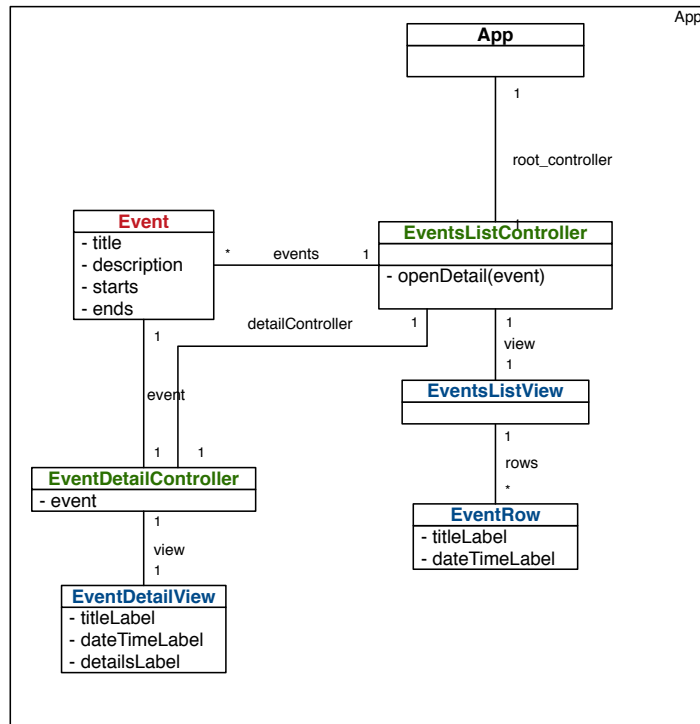 App
App
1
root_controller
1
EventsListController
- openDetail(event)
Event
- title
- description
- starts
- ends
*
events
1
detailController
1
1
view
1
1
event
EventsListView
1
rows
*
1
1
EventDetailController
- event
EventRow
- titleLabel
- dateTimeLabel
1
view
1
EventDetailView
- titleLabel
- dateTimeLabel
- detailsLabel